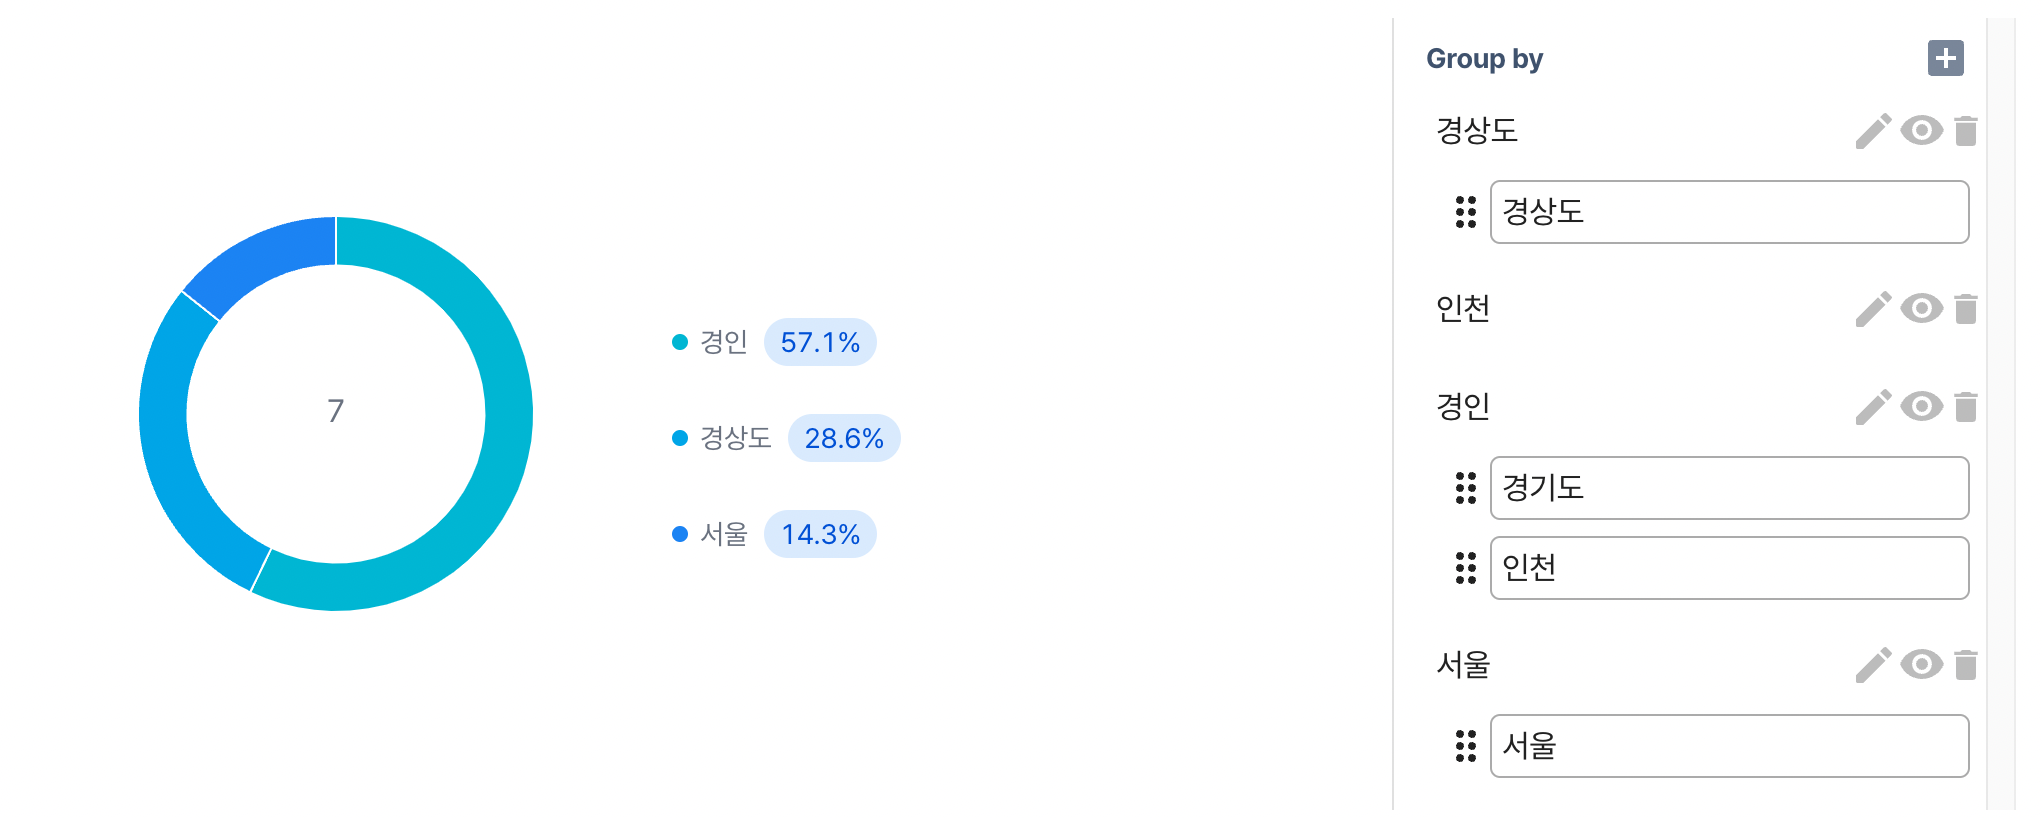 7
경인 57.1%
경상도 28.6%
서울 14.3%
Group by
경상도
경상도
인천
경인
경기도
인천
서울
서울